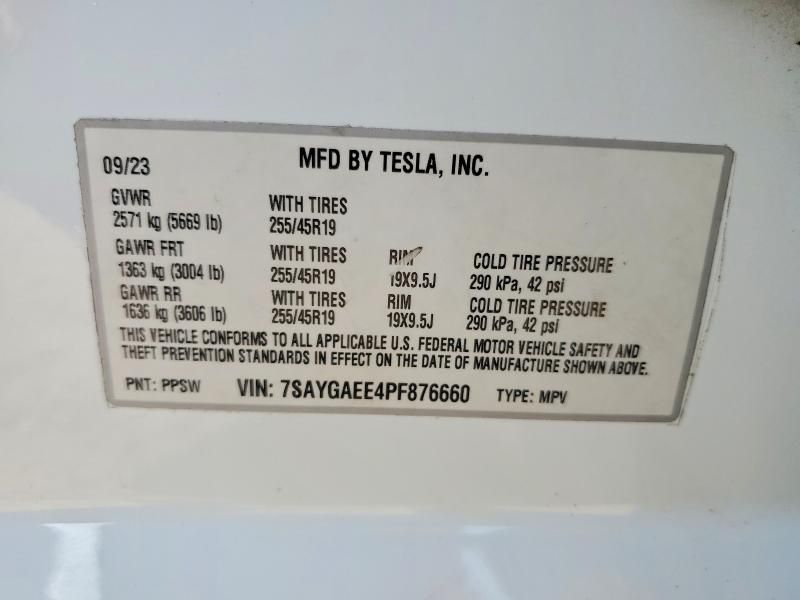 09/23 MFD BY TESLA, INC.
GVWR WITH TIRES
2571 kg (5669 lb) 255/45R19
GAWR FRT WITH TIRES RIM COLD TIRE PRESSURE
1363 kg (3004 lb) 255/45R19 19X9.5J 290 kPa, 42 psi
GAWR RR WITH TIRES RIM COLD TIRE PRESSURE
1636 kg (3606 lb) 255/45R19 19X9.5J 290 kPa, 42 psi
THIS VEHICLE CONFORMS TO ALL APPLICABLE U.S. FEDERAL MOTOR VEHICLE SAFETY AND
THEFT PREVENTION STANDARDS IN EFFECT ON THE DATE OF MANUFACTURE SHOWN ABOVE.
PNT: PPSW VIN: 7SAYGAEE4PF876660 TYPE: MPV